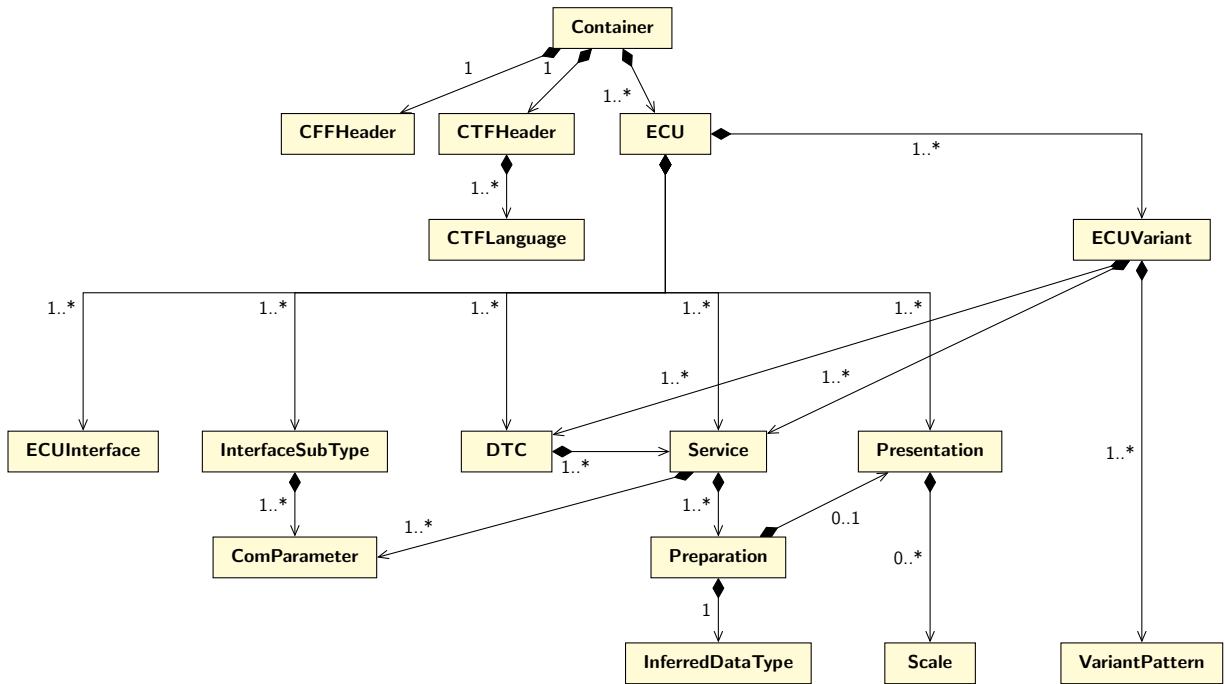 Container
1
1
1..*
CFFHeader
CTFHeader
ECU
1..*
1..*
CTFLanguage
ECUVariant
1..*
1..*
1..*
1..*
1..*
1..*
1..*
ECUInterface
InterfaceSubType
DTC
Service
Presentation
1..*
1..*
1..*
1..*
1..*
0..1
ComParameter
Preparation
0..*
1
InferredDataType
Scale
VariantPattern